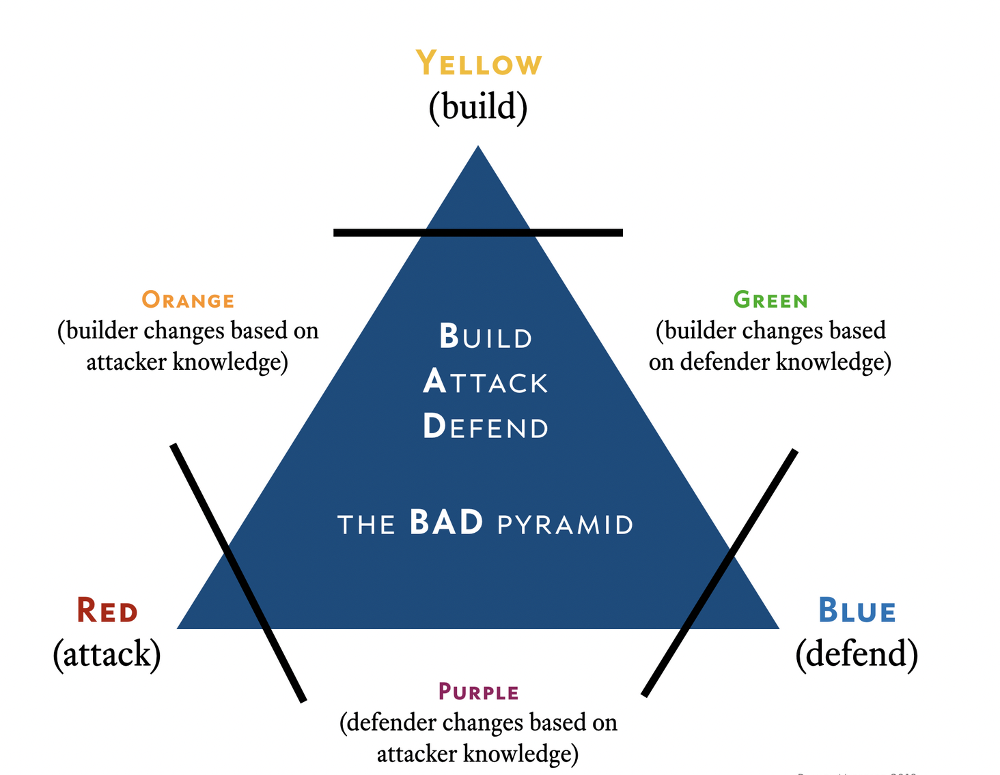 YELLOW
(build)
ORANGE
(builder changes based on
attacker knowledge)
GREEN
(builder changes based
on defender knowledge)
BUILD
ATTACK
DEFEND
THE BAD PYRAMID
RED
(attack)
BLUE
(defend)
PURPLE
(defender changes based on
attacker knowledge)